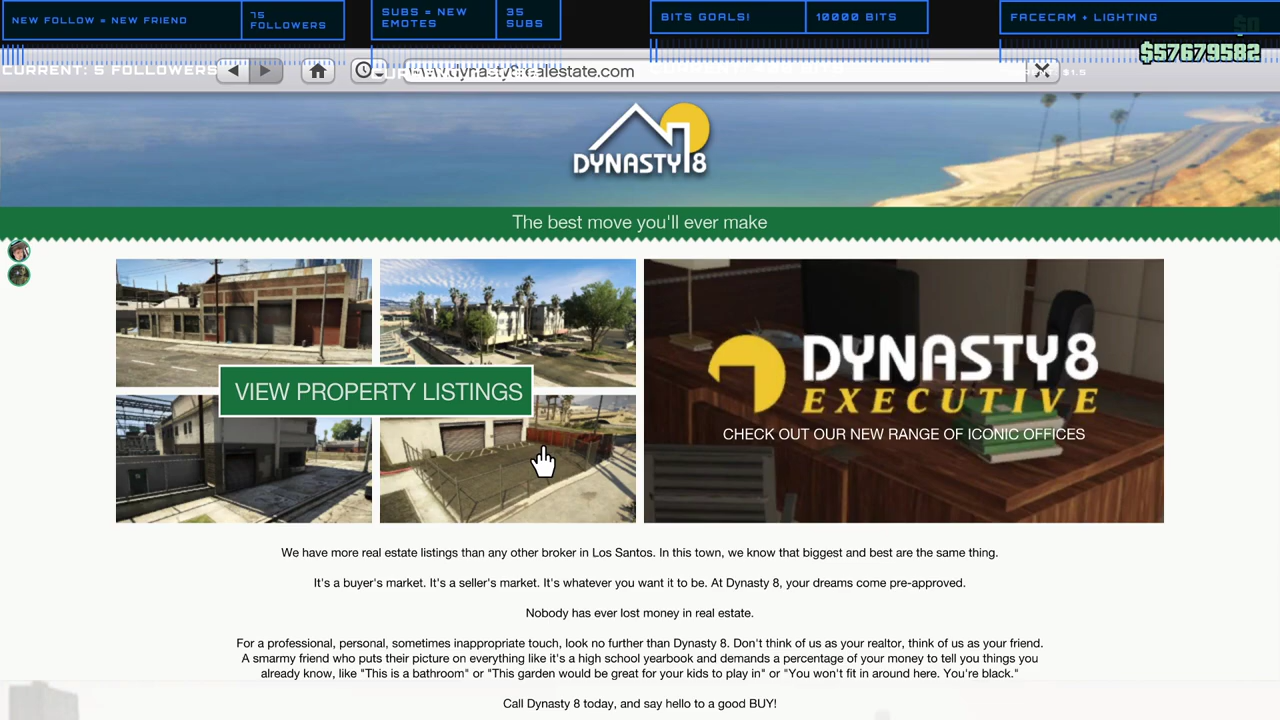 NEW FOLLOW = NEW FRIEND
75 FOLLOWERS
SUBS = NEW EMOTES
35 SUBS
BITS GOALS!
10000 BITS
FACECAM + LIGHTING
$57679582
CURRENT: 5 FOLLOWERS
$1.5
DYNASTY8
The best move you'll ever make
VIEW PROPERTY LISTINGS
DYNASTY8
EXECUTIVE
CHECK OUT OUR NEW RANGE OF ICONIC OFFICES
We have more real estate listings than any other broker in Los Santos. In this town, we know that biggest and best are the same thing.
It's a buyer's market. It's a seller's market. It's whatever you want it to be. At Dynasty 8, your dreams come pre-approved.
Nobody has ever lost money in real estate.
For a professional, personal, sometimes inappropriate touch, look no further than Dynasty 8. Don't think of us as your realtor, think of us as your friend.
A smarmy friend who puts their picture on everything like it's a high school yearbook and demands a percentage of your money to tell you things you
already know, like "This is a bathroom" or "This garden would be great for your kids to play in" or "You won't fit in around here. You're black."
Call Dynasty 8 today, and say hello to a good BUY!